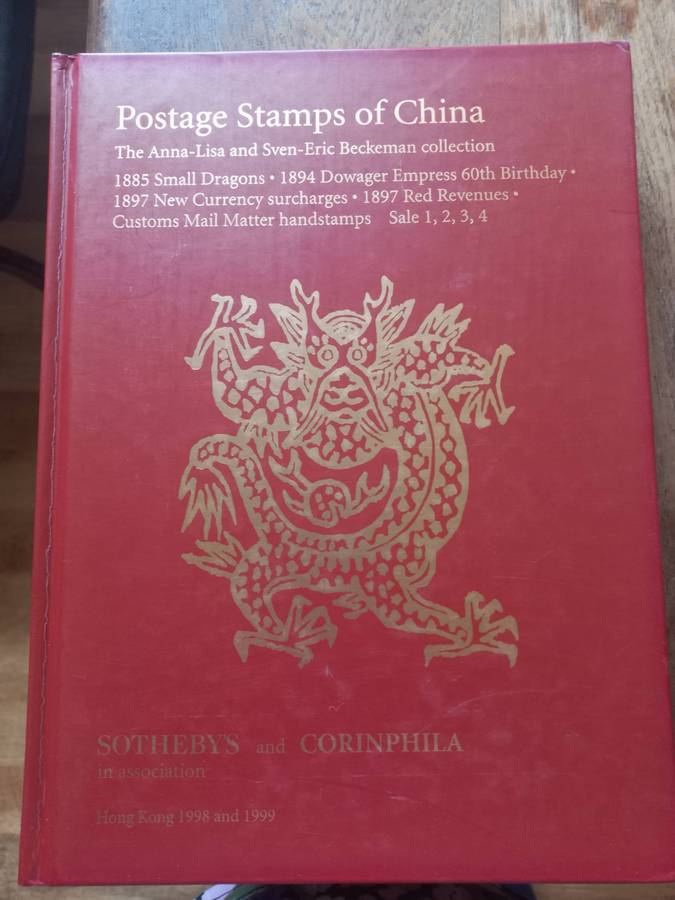 Postage Stamps of China
The Anna-Lisa and Sven-Eric Beckeman collection
1885 Small Dragons • 1894 Dowager Empress 60th Birthday •
1897 New Currency surcharges • 1897 Red Revenues •
Customs Mail Matter handstamps Sale 1, 2, 3, 4
SOTHEBY'S and CORINPHILA
in association
Hong Kong 1998 and 1999